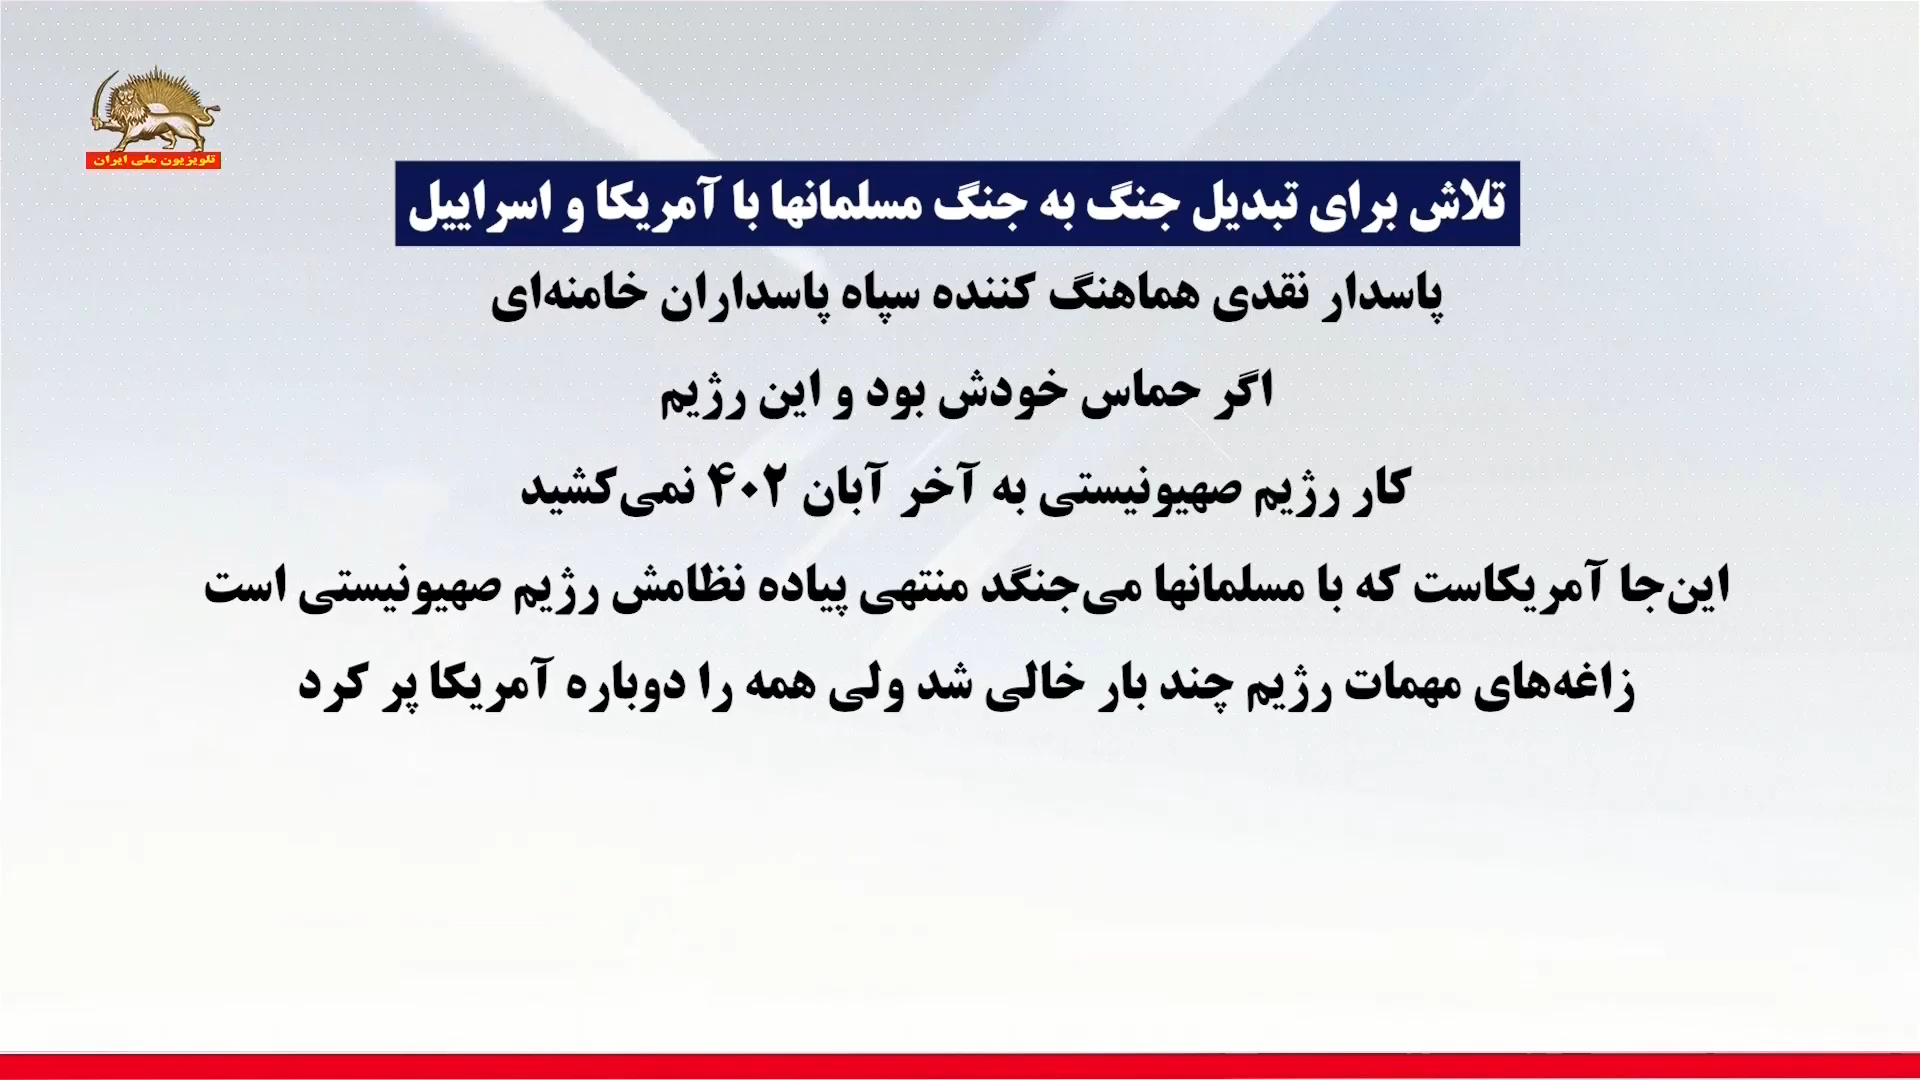 تلویزیون ملی ایران
تلاش برای تبدیل جنگ به جنگ مسلمانها با آمریکا و اسراییل
پاسدار نقدی هماهنگ کننده سپاه پاسداران خامنه‌ای
اگر حماس خودش بود و این رژیم
کار رژیم صهیونیستی به آخر آبان ۴۰۲ نمی‌کشید
این‌جا آمریکاست که با مسلمانها می‌جنگد منتهی پیاده نظامش رژیم صهیونیستی است
زاغه‌های مهمات رژیم چند بار خالی شد ولی همه را دوباره آمریکا پر کرد